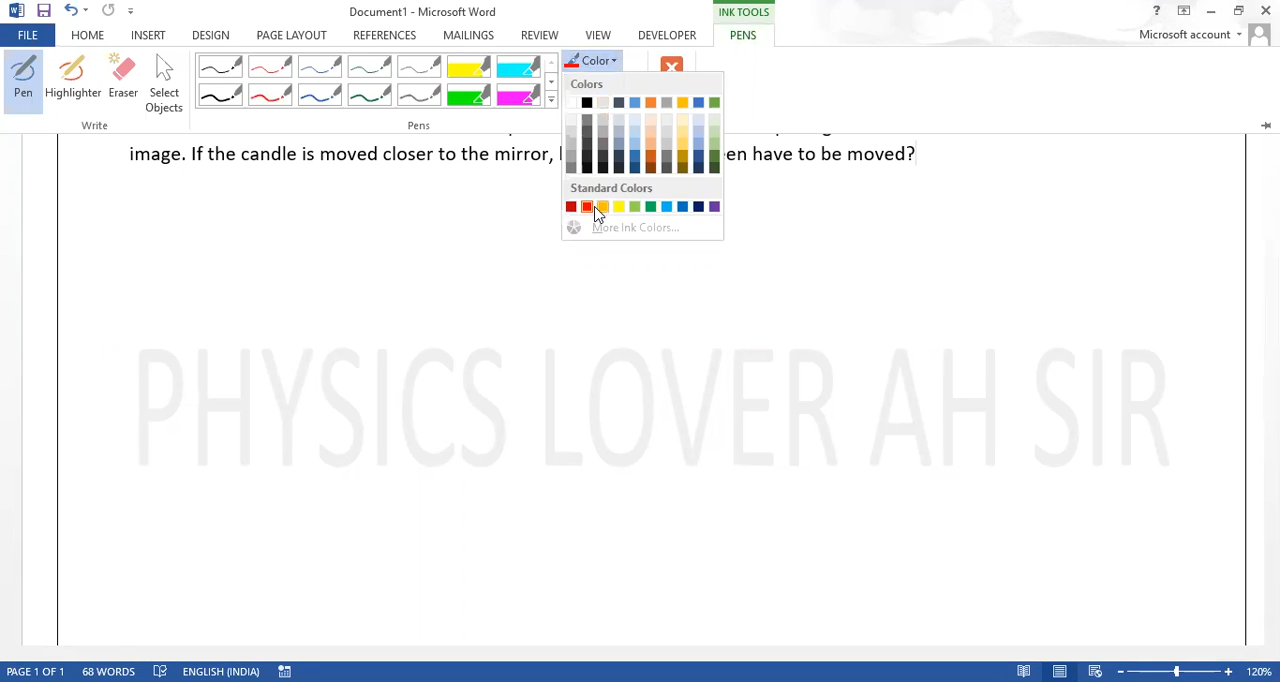 Document1 - Microsoft Word
INK TOOLS
?
FILE
HOME
INSERT
DESIGN
PAGE LAYOUT
REFERENCES
MAILINGS
REVIEW
VIEW
DEVELOPER
PENS
Microsoft account
Pen
Highlighter
Eraser
Select
Objects
Color
Write
Pens
Colors
Standard Colors
More Ink Colors...
image. If the candle is moved closer to the mirror, have to be moved?
PHYSICS LOVER AH SIR
PAGE 1 OF 1
68 WORDS
ENGLISH (INDIA)
120%